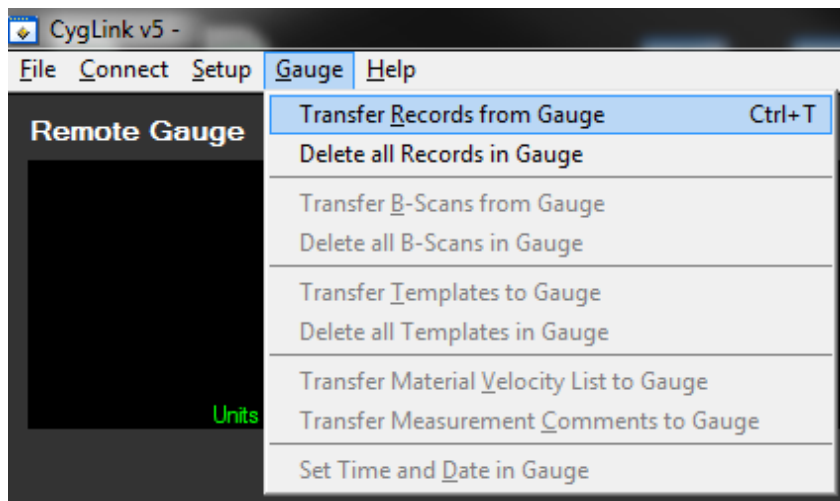 CygLink v5 -
File Connect Setup Gauge Help
Remote Gauge
Units
Transfer Records from Gauge Ctrl+T
Delete all Records in Gauge
Transfer B-Scans from Gauge
Delete all B-Scans in Gauge
Transfer Templates to Gauge
Delete all Templates in Gauge
Transfer Material Velocity List to Gauge
Transfer Measurement Comments to Gauge
Set Time and Date in Gauge